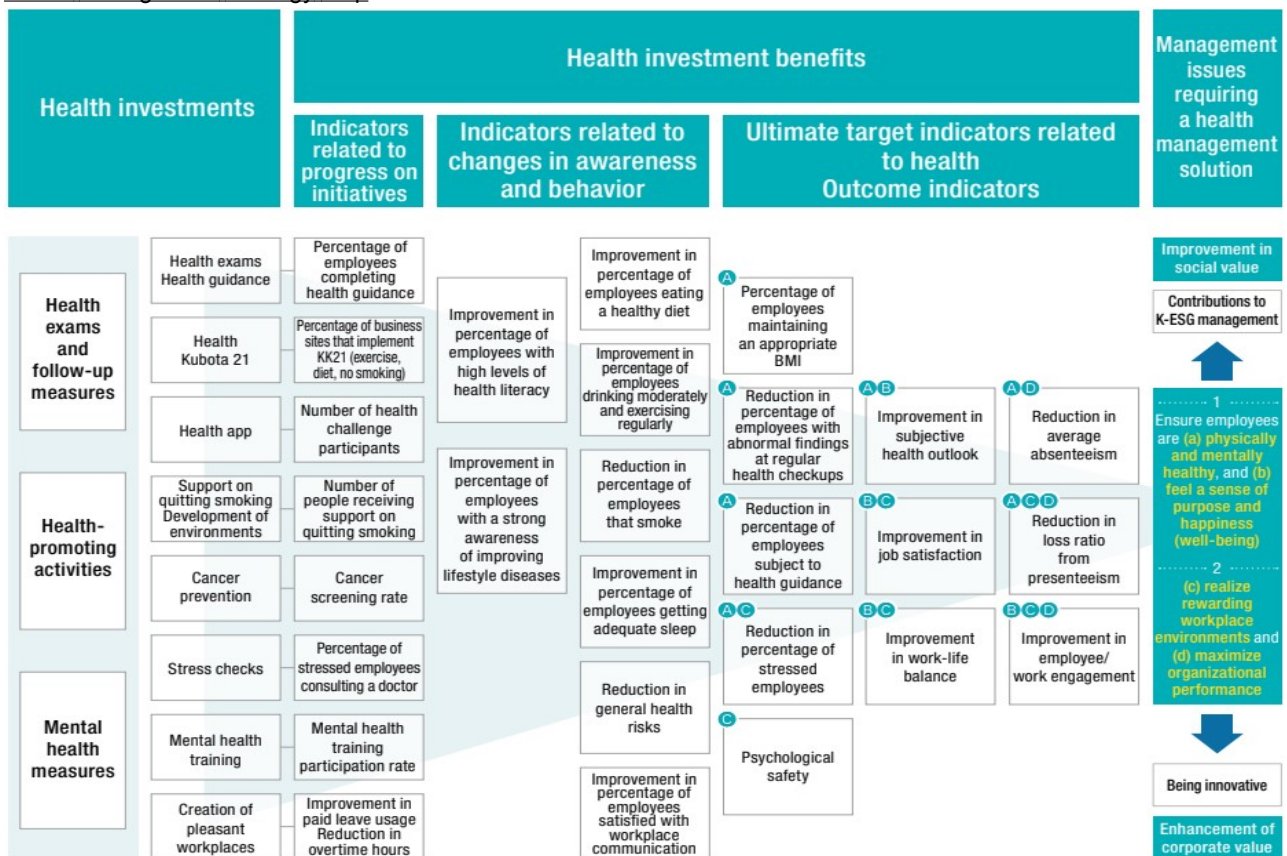 Health investments
Health investment benefits
Management
issues
requiring
a health
management
solution
Indicators
related to
progress on
initiatives
Indicators related to
changes in awareness
and behavior
Ultimate target indicators related
to health
Outcome indicators
Health
exams
and
follow-up
measures
Health-
promoting
activities
Mental
health
measures
Health exams
Health guidance
Health
Kubota 21
Health app
Support on
quitting smoking
Development of
environments
Cancer
prevention
Stress checks
Mental health
training
Creation of
pleasant
workplaces
Percentage of
employees
completing
health guidance
Percentage of business
sites that implement
KK21 (exercise,
diet, no smoking)
Number of health
challenge
participants
Number of
people receiving
support on
quitting smoking
Cancer
screening rate
Percentage of
stressed employees
consulting a doctor
Mental health
training
participation rate
Improvement in
paid leave usage
Reduction in
overtime hours
Improvement in
percentage of
employees with
high levels of
health literacy
Improvement in
percentage of
employees
with a strong
awareness
of improving
lifestyle diseases
Improvement in
percentage of
employees eating
a healthy diet
Improvement in
percentage of
employees
drinking moderately
and exercising
regularly
Reduction in
percentage of
employees
that smoke
Improvement in
percentage of
employees getting
adequate sleep
Reduction in
general health
risks
Improvement in
percentage of
employees
satisfied with
workplace
communication
A
Percentage of
employees
maintaining
an appropriate
BMI
A
Reduction in
percentage of
employees with
abnormal findings
at regular
health checkups
A B
Improvement in
subjective
health outlook
A D
Reduction in
average
absenteeism
A
Reduction in
percentage of
employees
subject to
health guidance
B C
Improvement in
job satisfaction
A C D
Reduction in
loss ratio
from
presenteeism
A C
Reduction in
percentage of
stressed
employees
B C
Improvement
in work-life
balance
B C D
Improvement in
employee/
work engagement
C
Psychological
safety
Improvement in
social value
Contributions to
K-ESG management
1
Ensure employees
are (a) physically
and mentally
healthy, and (b)
feel a sense of
purpose and
happiness
(well-being)
2
(c) realize
rewarding
workplace
environments and
(d) maximize
organizational
performance
Being innovative
Enhancement of
corporate value